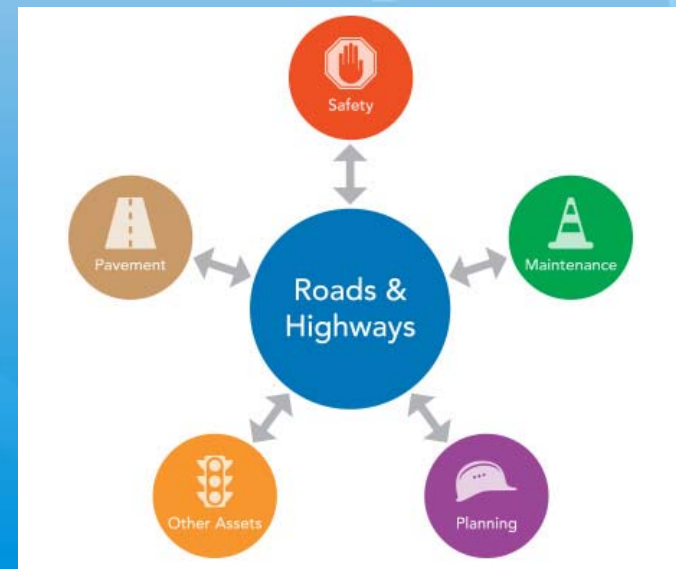 Safety
Pavement
Maintenance
Roads &
Highways
Other Assets
Planning